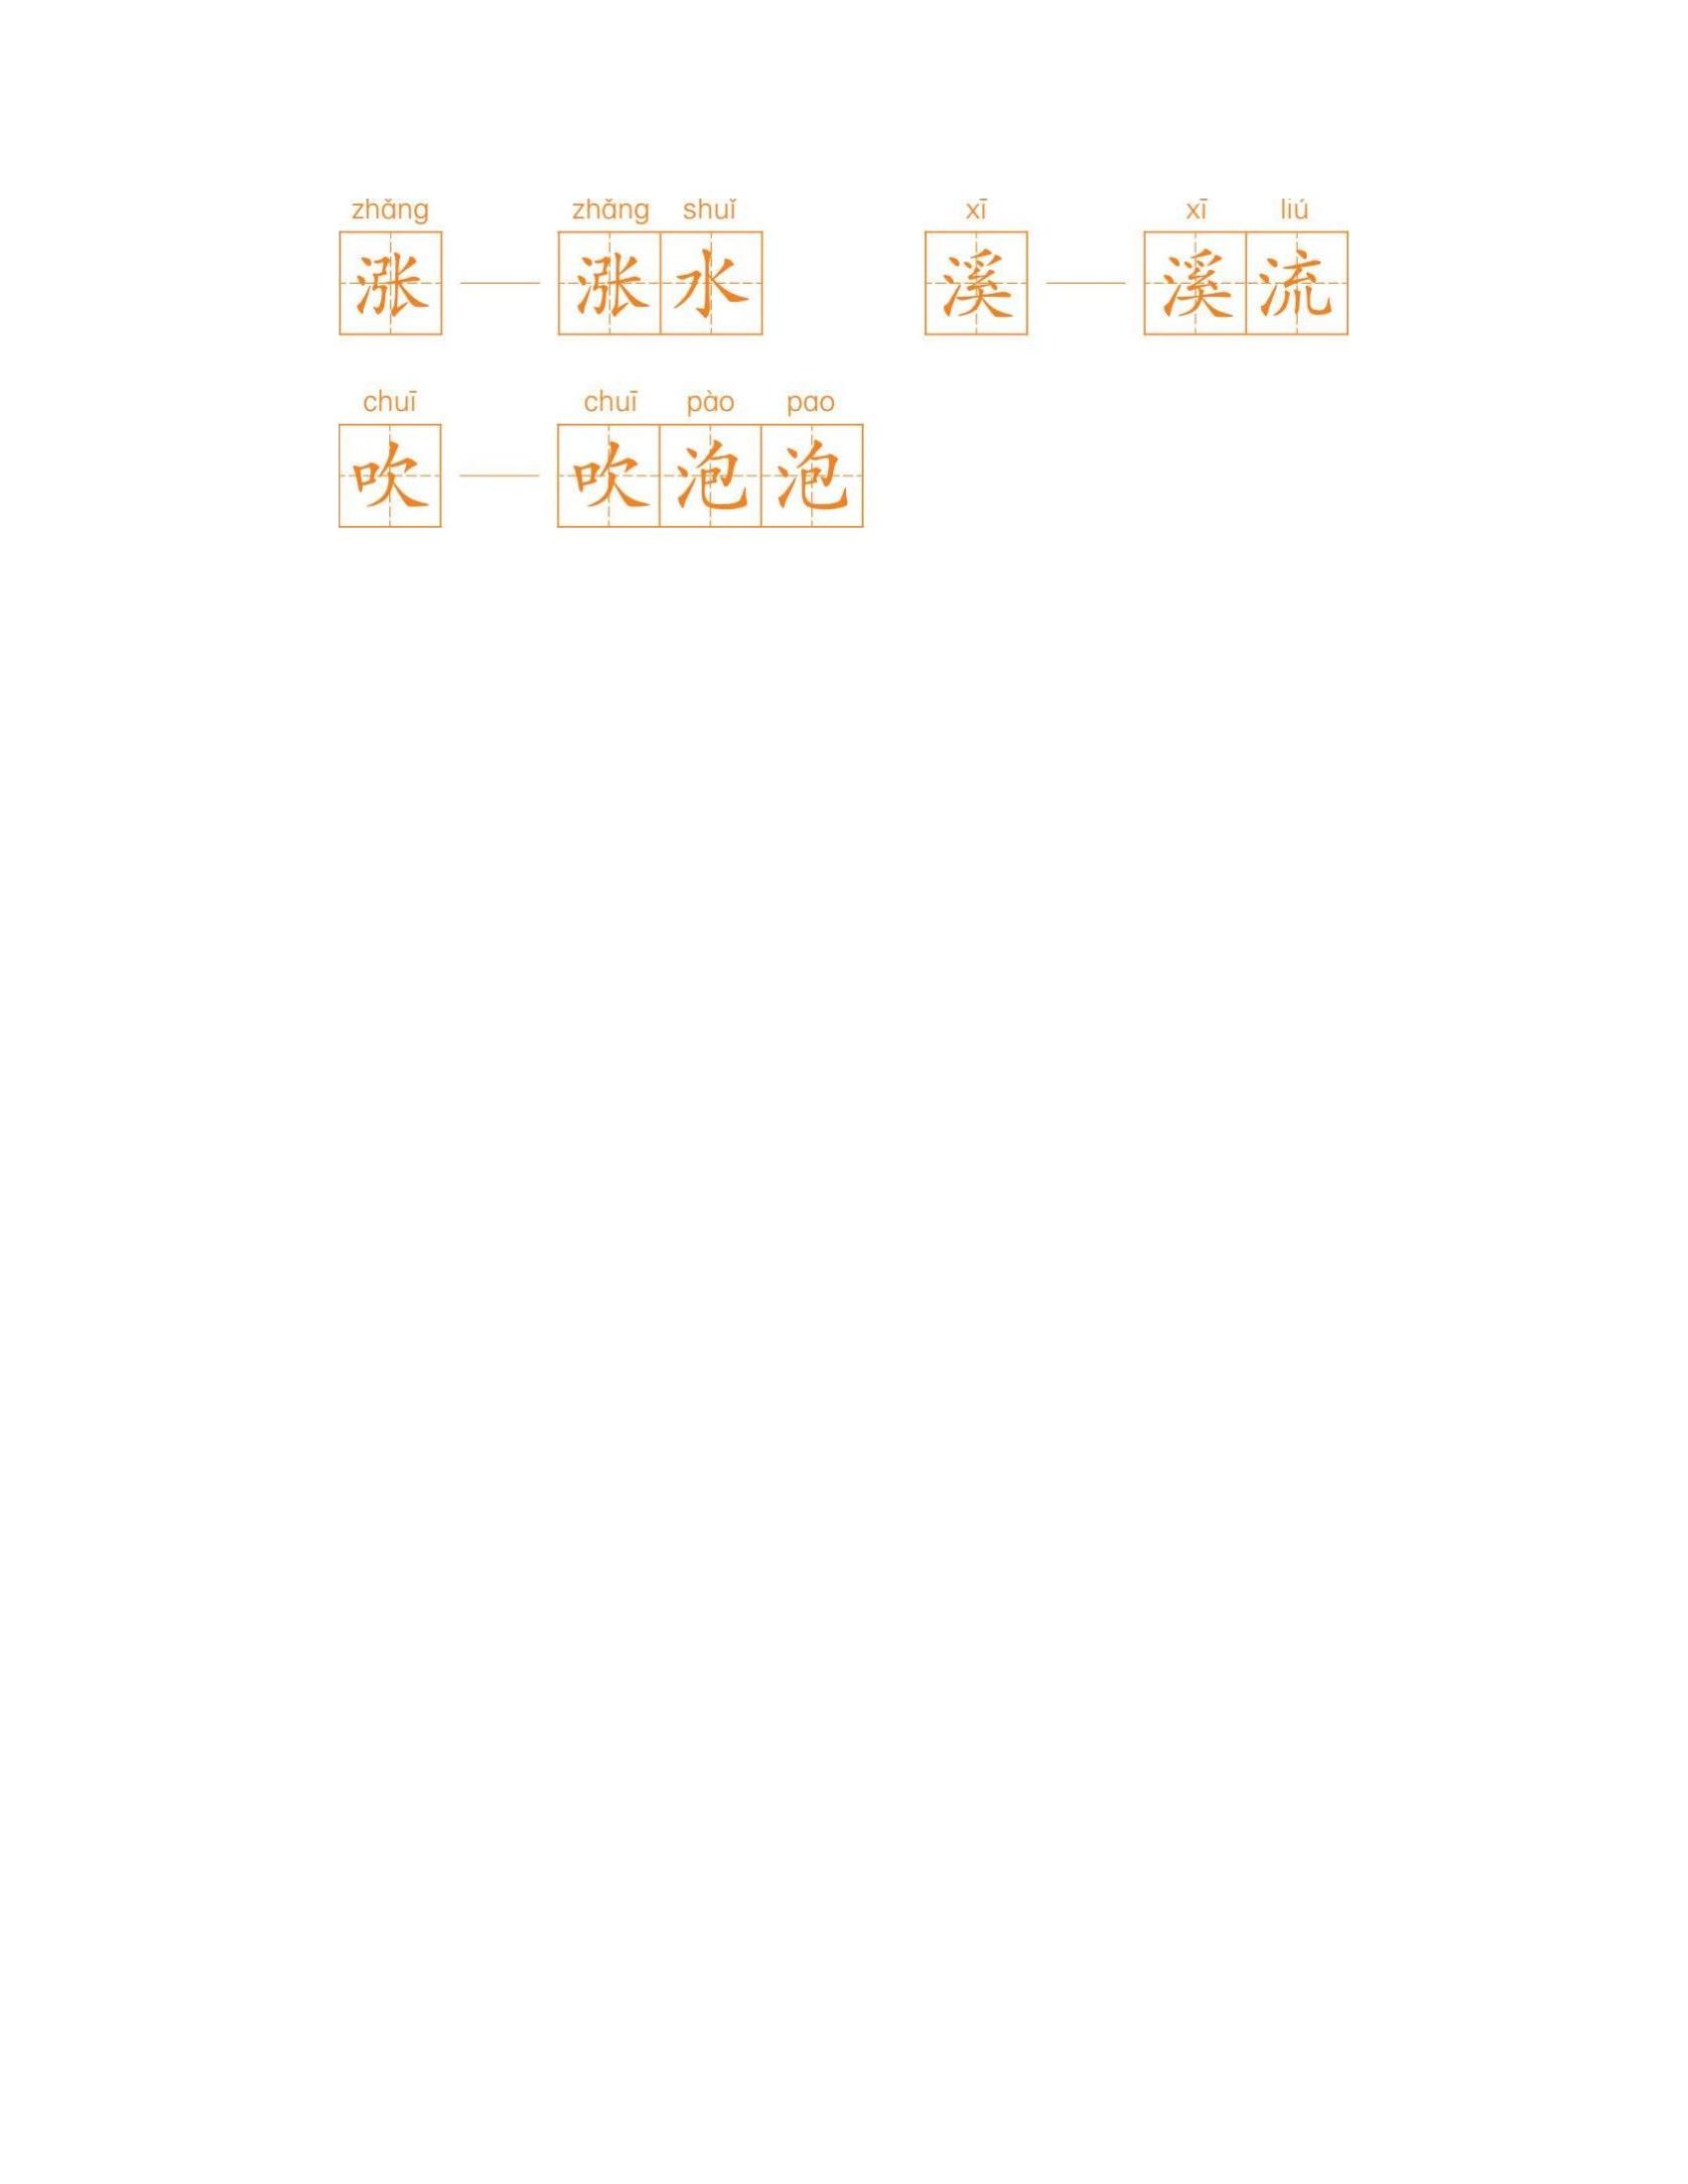 zhǎng zhǎng shuǐ xī xī liú
涨 — 涨水 溪 — 溪流
chuī chuī pào pao
吹 — 吹泡泡